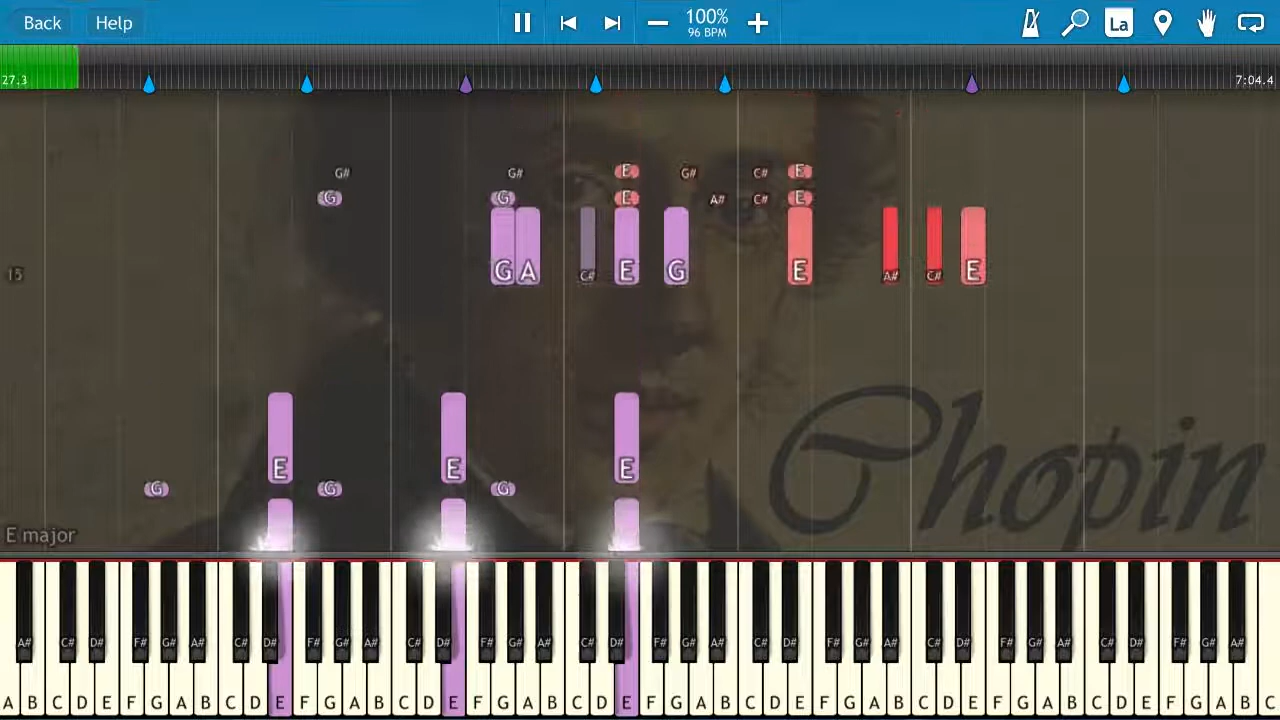 Back Help 100% La
96 BPM
27.3 7:04.4
G# G# E G# C# E
G G E A# C# E
15 G A C# E G E A# C# E
E E E
G G G
Chopin
E major
A# C# D# F# G# A# C# D# F# G# A# C# D# F# G# A# C# D# F# G# A# C# D# F# G# A# C# D# F# G# A# C# D# F# G# A#
A B C D E F G A B C D E F G A B C D E F G A B C D E F G A B C D E F G A B C D E F G A B C D E F G A B C